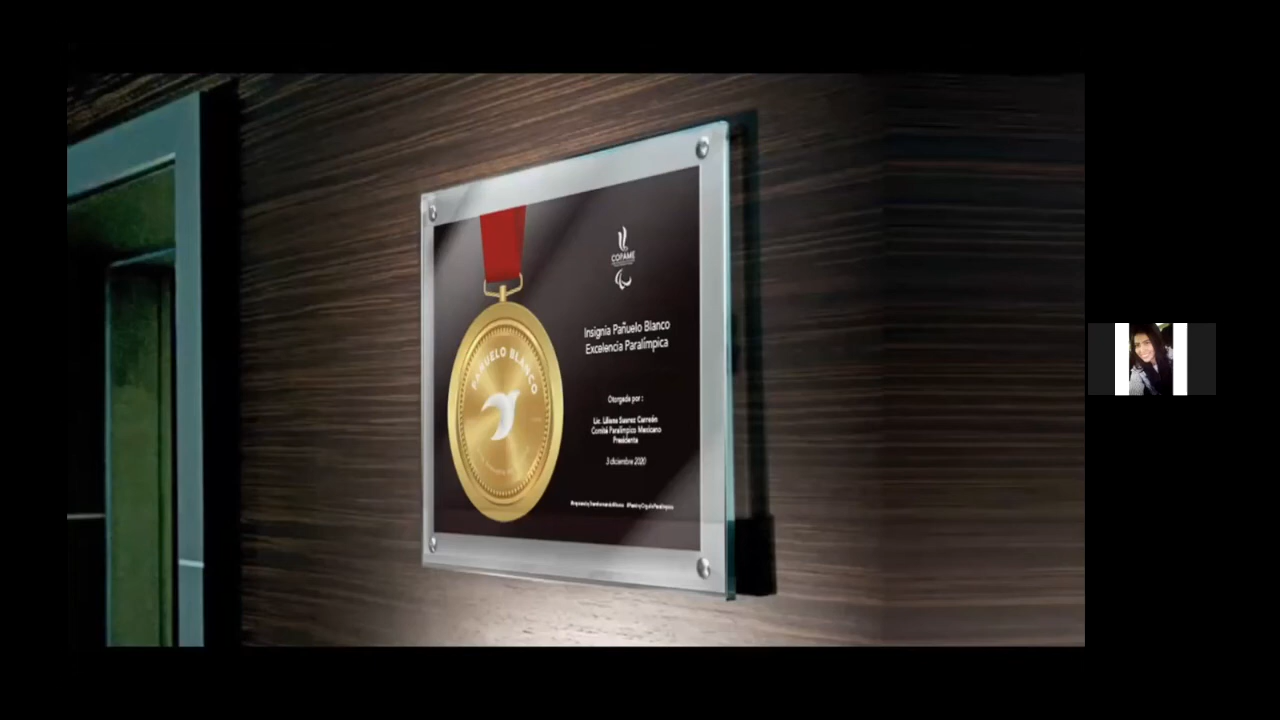 COPAME
Insignia Pañuelo Blanco
Excelencia Paralímpica
Otorgada por :
Lic. Liliana Suarez Carreón
Comité Paralímpico Mexicano
Presidenta
3 diciembre 2020
PAÑUELO BLANCO